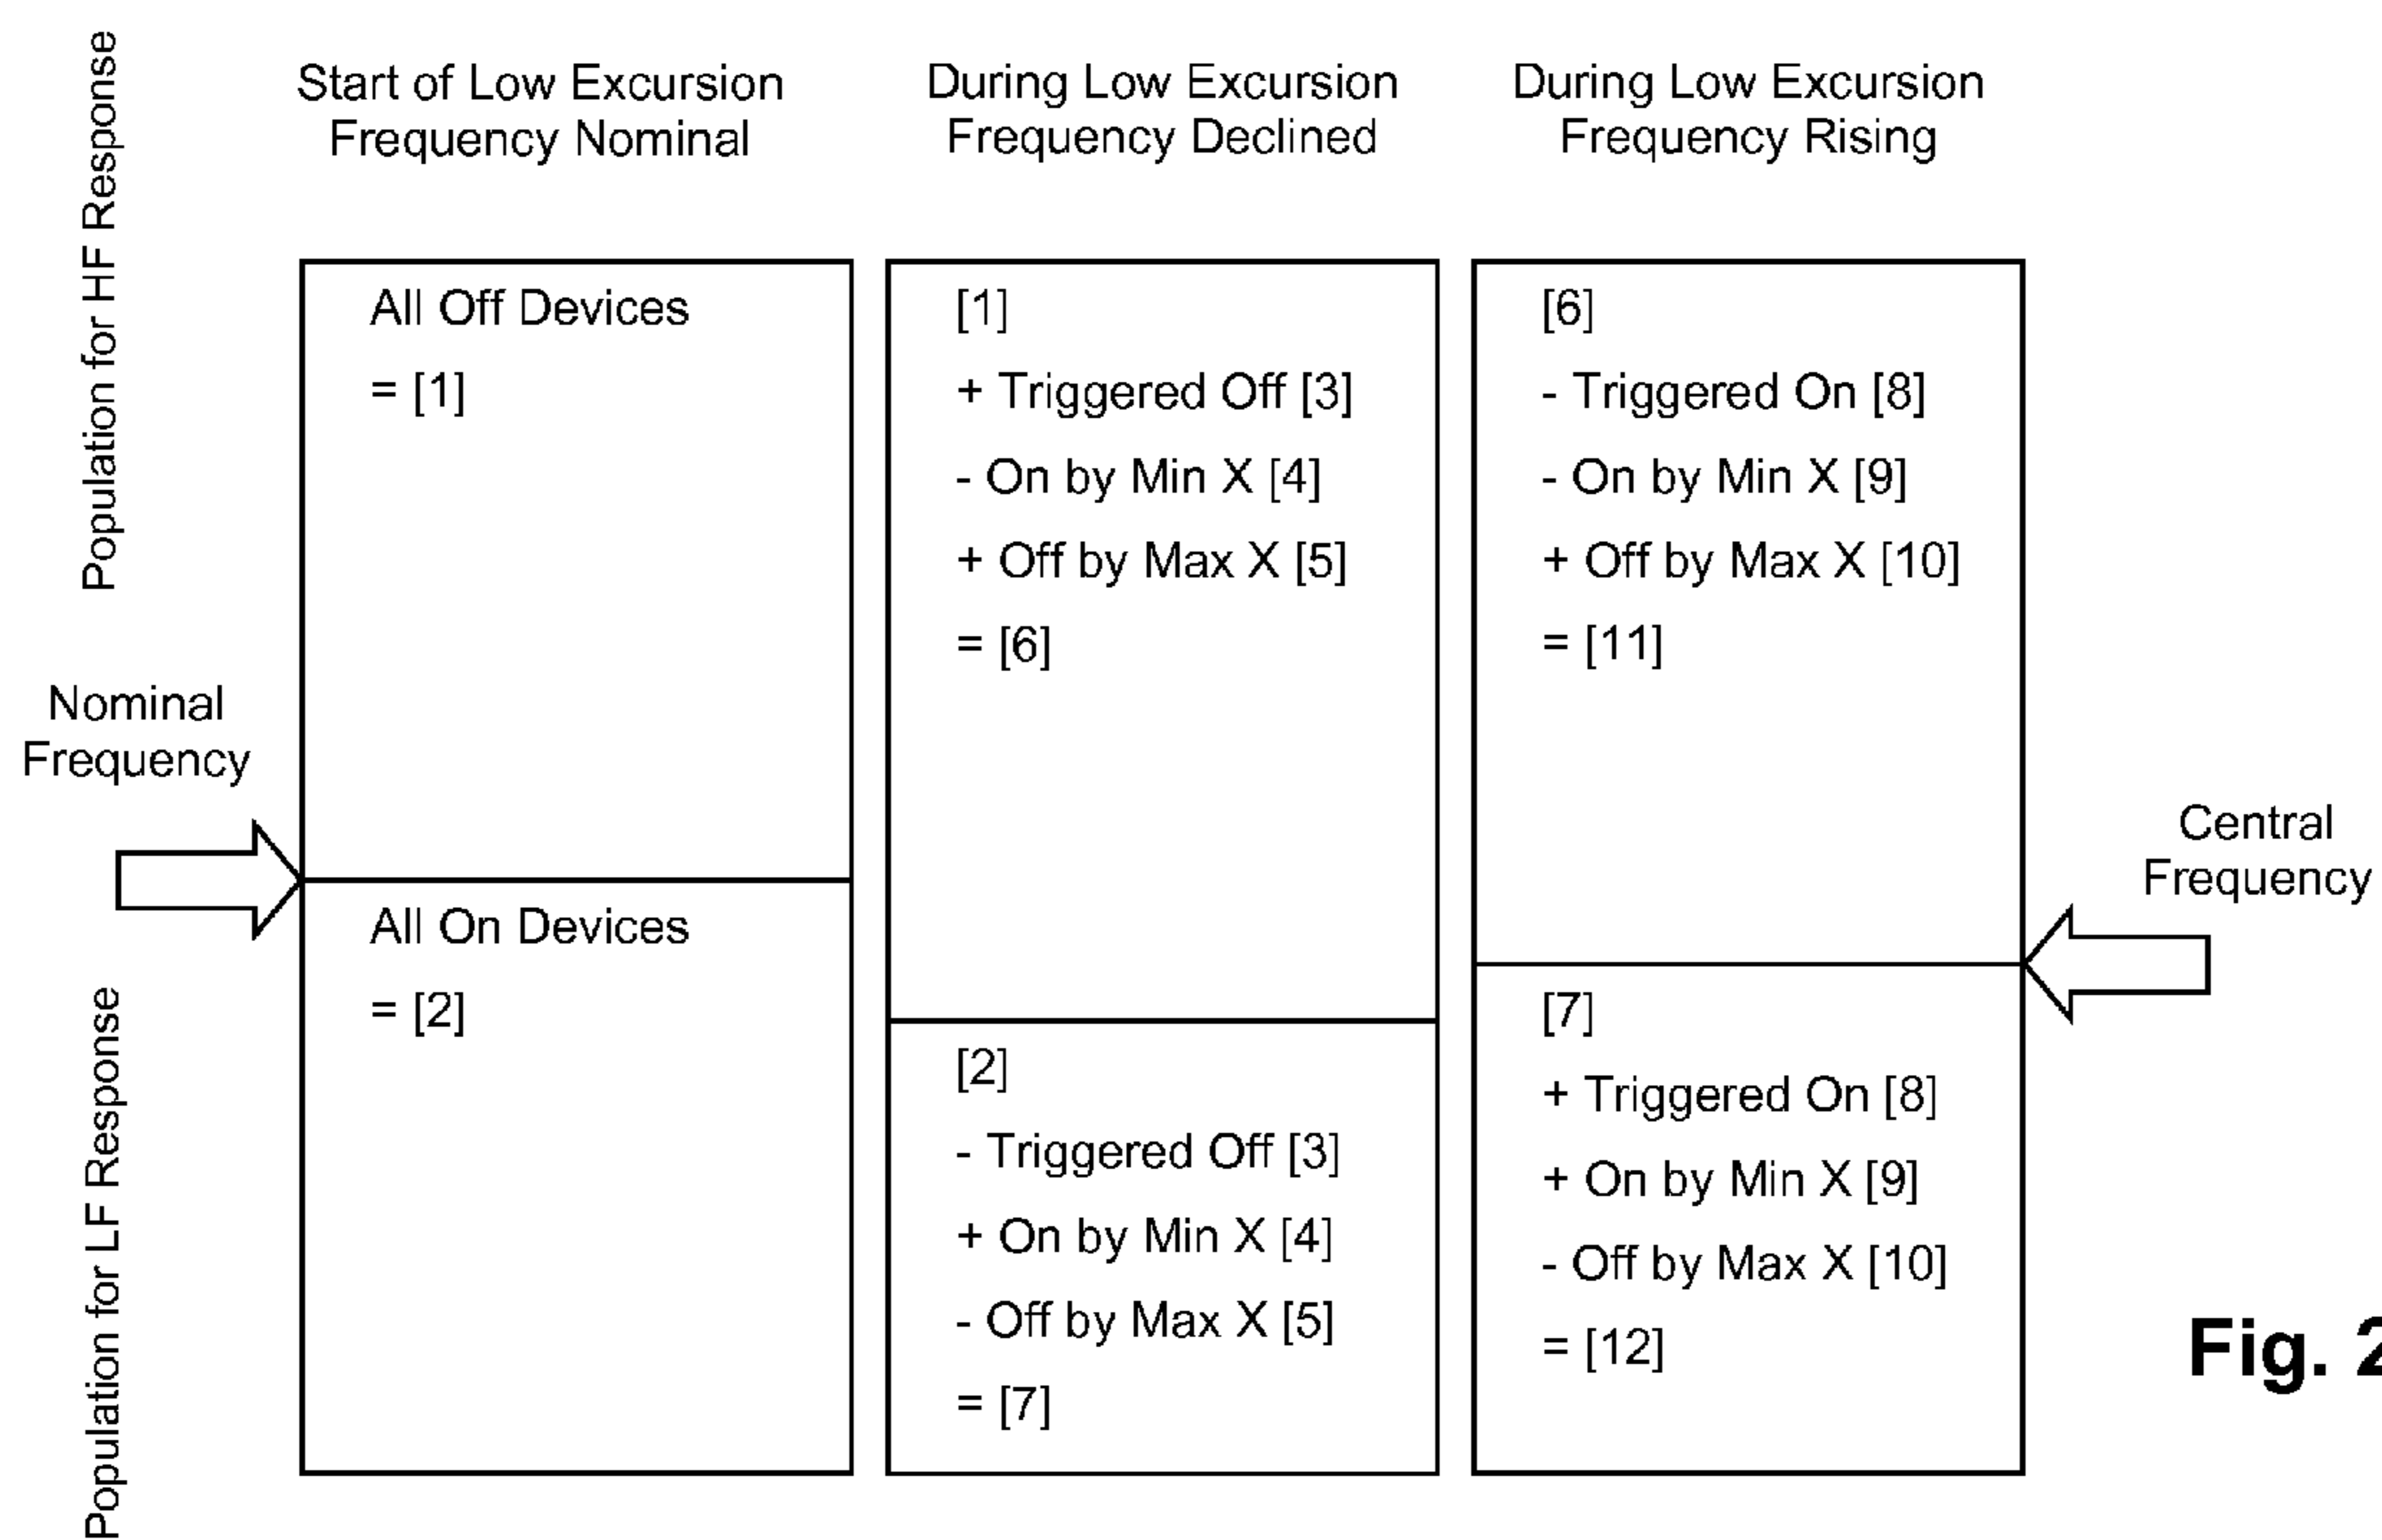 Population for HF Response
Start of Low Excursion
Frequency Nominal
During Low Excursion
Frequency Declined
During Low Excursion
Frequency Rising
All Off Devices
= [1]
[1]
+ Triggered Off [3]
- On by Min X [4]
+ Off by Max X [5]
= [6]
[6]
- Triggered On [8]
- On by Min X [9]
+ Off by Max X [10]
= [11]
Nominal
Frequency
Central
Frequency
Population for LF Response
All On Devices
= [2]
[2]
- Triggered Off [3]
+ On by Min X [4]
- Off by Max X [5]
= [7]
[7]
+ Triggered On [8]
+ On by Min X [9]
- Off by Max X [10]
= [12]
Fig. 2